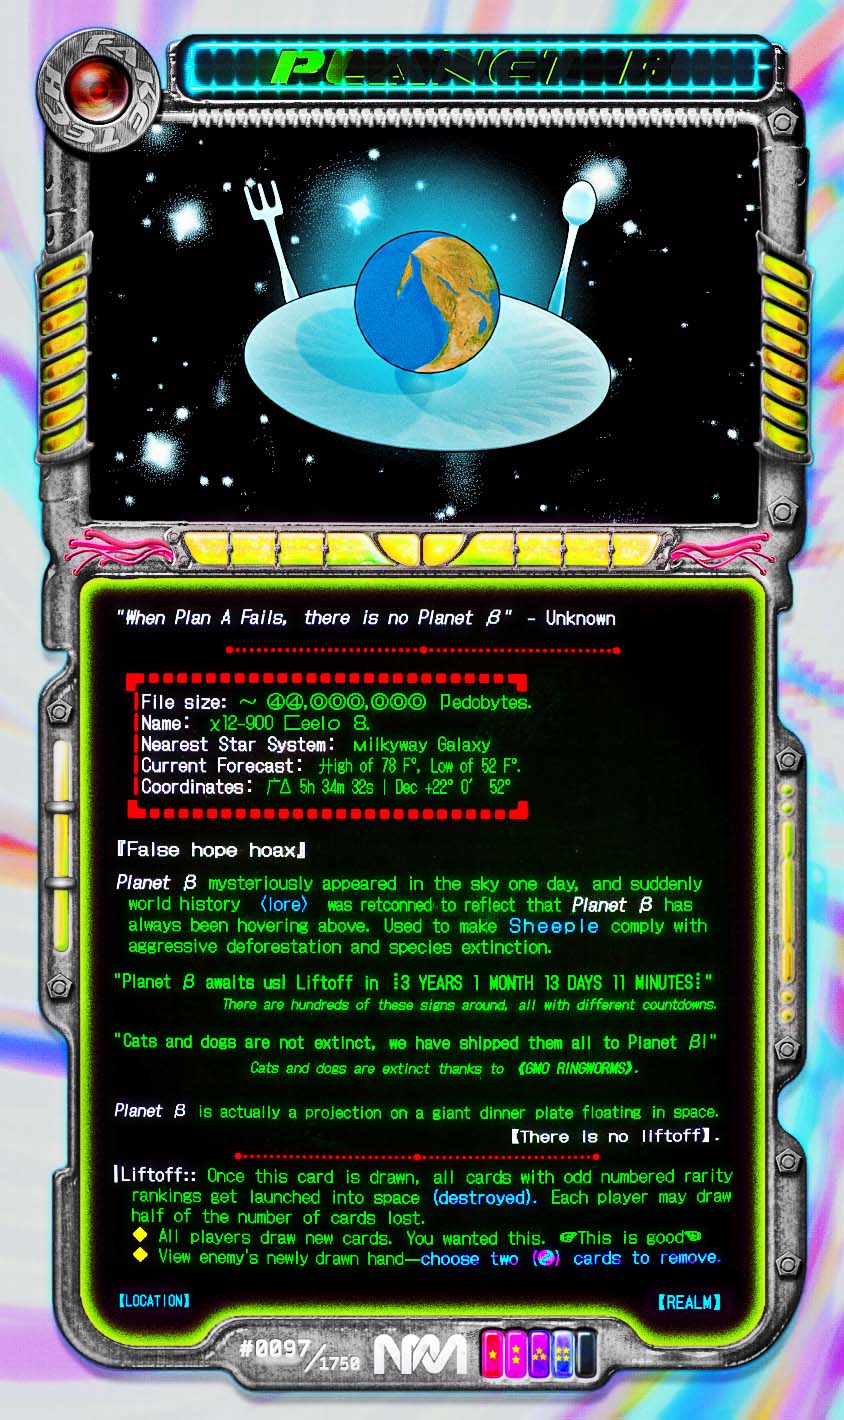 FAKETECH
PLANET β
"When Plan A Fails, there is no Planet β" - Unknown
File size: ~ ④④,⓪⓪⓪,⓪⓪⓪ Pedobytes.
Name: χ12-900 Ceelo 8.
Nearest Star System: Milkyway Galaxy
Current Forecast: High of 78 F°, Low of 52 F°.
Coordinates: ΓΔ 5h 34m 32s | Dec +22° 0′ 52°
『False hope hoax』
Planet β mysteriously appeared in the sky one day, and suddenly
world history 〈lore〉 was retconned to reflect that Planet β has
always been hovering above. Used to make Sheeple comply with
aggressive deforestation and species extinction.
"Planet β awaits us! Liftoff in ⁞3 YEARS 1 MONTH 13 DAYS 11 MINUTES⁞"
There are hundreds of these signs around, all with different countdowns.
"Cats and dogs are not extinct, we have shipped them all to Planet β!"
Cats and dogs are extinct thanks to 《GMO RINGWORMS》.
Planet β is actually a projection on a giant dinner plate floating in space.
【There is no liftoff】.
Liftoff:: Once this card is drawn, all cards with odd numbered rarity
rankings get launched into space (destroyed). Each player may draw
half of the number of cards lost.
◆ All players draw new cards. You wanted this. ☞This is good☜
◆ View enemy's newly drawn hand—choose two () cards to remove.
【LOCATION】
【REALM】
#0097/1750